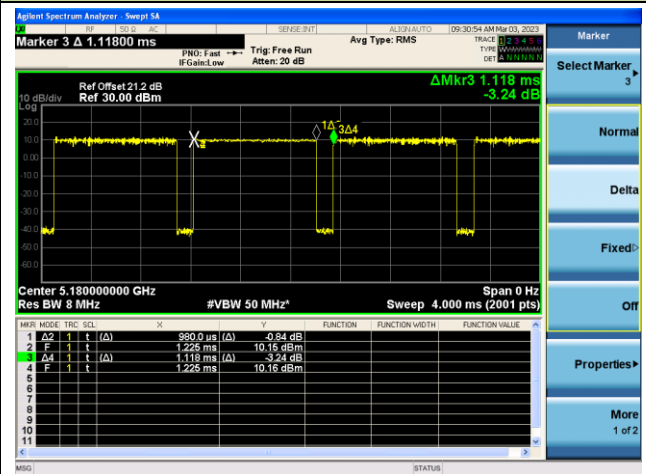 Agilent Spectrum Analyzer - Swept SA
RF 50 Ω AC SENSE:INT ALIGN AUTO 09:30:54 AM Mar 03, 2023
Marker 3 Δ 1.11800 ms
PNO: Fast Trig: Free Run Avg Type: RMS TRACE 1 2 3 4 5 6
IFGain:Low Atten: 20 dB TYPE
DET A N N N N N
Ref Offset 21.2 dB ΔMkr3 1.118 ms
10 dB/div Ref 30.00 dBm -3.24 dB
Log
20.0
10.0
0.00
-10.0
-20.0
-30.0
-40.0
-50.0
-60.0
1Δ
3Δ4
Center 5.180000000 GHz Span 0 Hz
Res BW 8 MHz #VBW 50 MHz* Sweep 4.000 ms (2001 pts)
MKR MODE TRC SCL X Y FUNCTION FUNCTION WIDTH FUNCTION VALUE
1 Δ2 1 t (Δ) 980.0 µs (Δ) -0.84 dB
2 F 1 t 1.225 ms 10.15 dBm
3 Δ4 1 t (Δ) 1.118 ms (Δ) -3.24 dB
4 F 1 t 1.225 ms 10.16 dBm
5
6
7
8
9
10
11
MSG STATUS
Marker
Select Marker
3
Normal
Delta
Fixed
Off
Properties
More
1 of 2